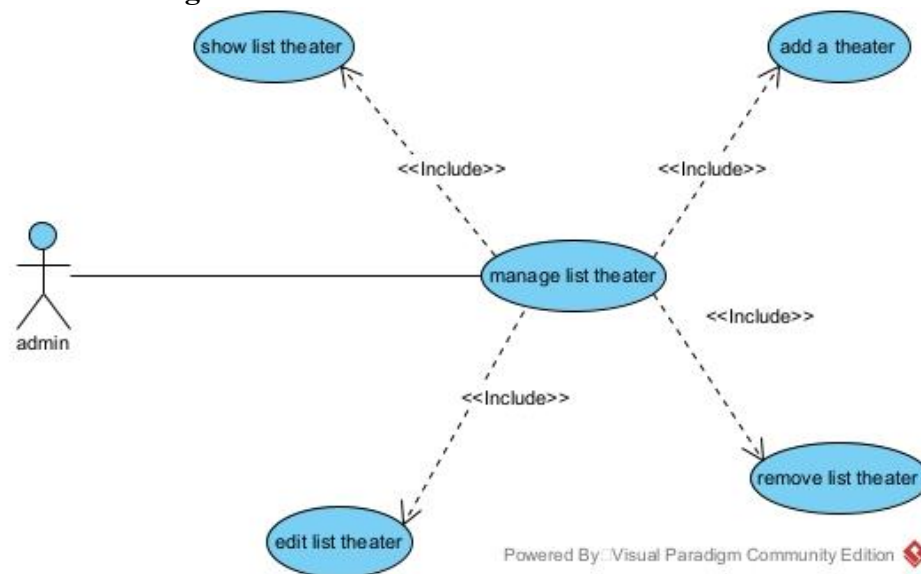 show list theater
add a theater
<<Include>>
<<Include>>
manage list theater
<<Include>>
admin
<<Include>>
remove list theater
edit list theater
Powered By Visual Paradigm Community Edition